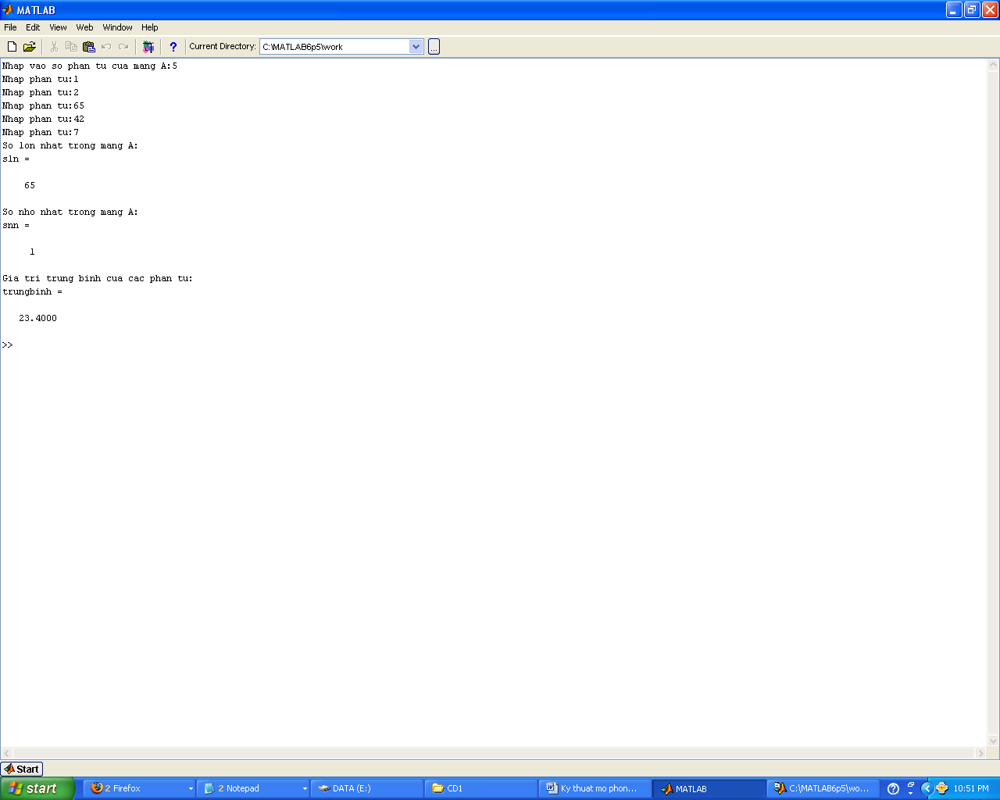 MATLAB
File Edit View Web Window Help
? Current Directory: C:\MATLAB6p5\work ...
Nhap vao so phan tu cua mang A:5
Nhap phan tu:1
Nhap phan tu:2
Nhap phan tu:65
Nhap phan tu:42
Nhap phan tu:7
So lon nhat trong mang A:
sln =
65
So nho nhat trong mang A:
snn =
1
Gia tri trung binh cua cac phan tu:
trungbinh =
23.4000
>>
Start
start 2 Firefox 2 Notepad DATA (E:) CD1 Ky thuat mo phon... MATLAB C:\MATLAB6p5\wo... ? 10:51 PM